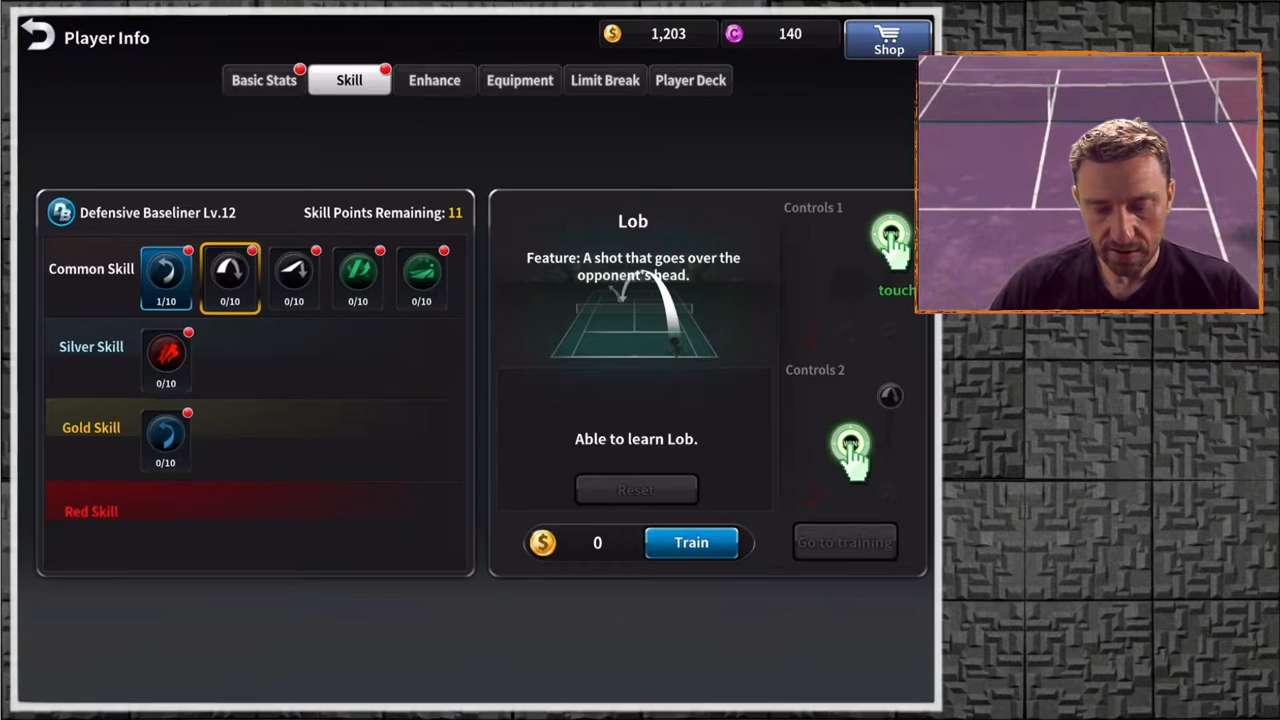 Player Info
1,203
140
Shop
Basic Stats
Skill
Enhance
Equipment
Limit Break
Player Deck
Defensive Baseliner Lv.12
Skill Points Remaining: 11
Common Skill
1/10
0/10
0/10
0/10
0/10
Silver Skill
0/10
Gold Skill
0/10
Red Skill
Lob
Feature: A shot that goes over the
opponent's head.
Able to learn Lob.
Reset
0
Train
Controls 1
touch
Controls 2
Go to training